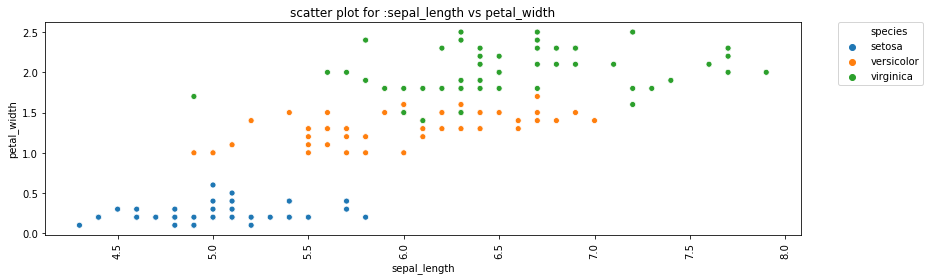 scatter plot for :sepal_length vs petal_width
species
setosa
versicolor
virginica
petal_width
2.5
2.0
1.5
1.0
0.5
0.0
4.5
5.0
5.5
6.0
6.5
7.0
7.5
8.0
sepal_length